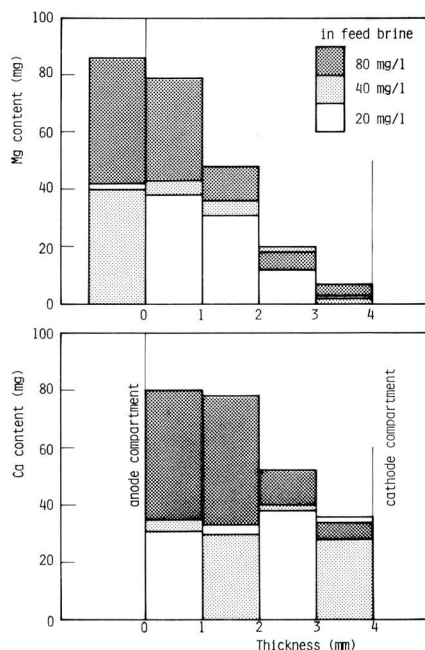 in feed brine
80 mg/l
40 mg/l
20 mg/l
Mg content (mg)
100
80
60
40
20
0
0 1 2 3 4
Ca content (mg)
100
80
60
40
20
0
anode compartment
cathode compartment
0 1 2 3 4
Thickness (mm)